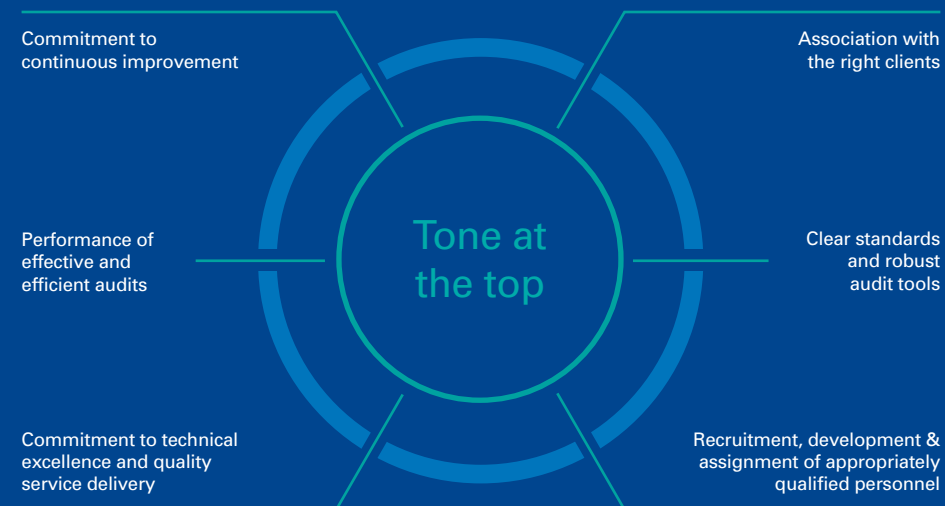 Commitment to
continuous improvement
Association with
the right clients
Performance of
effective and
efficient audits
Tone at
the top
Clear standards
and robust
audit tools
Commitment to technical
excellence and quality
service delivery
Recruitment, development &
assignment of appropriately
qualified personnel